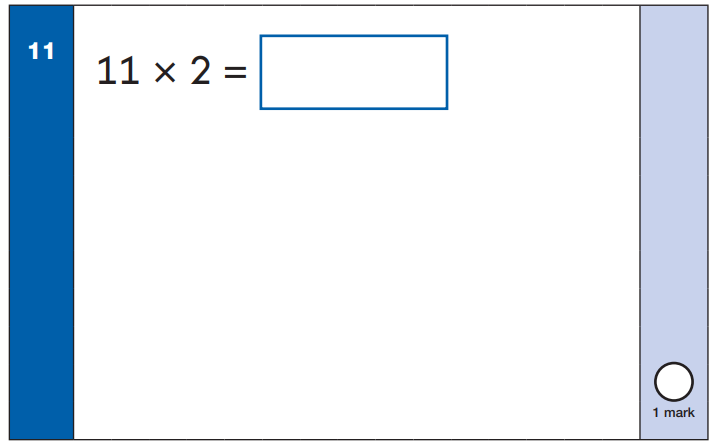 11
11 × 2 =
1 mark